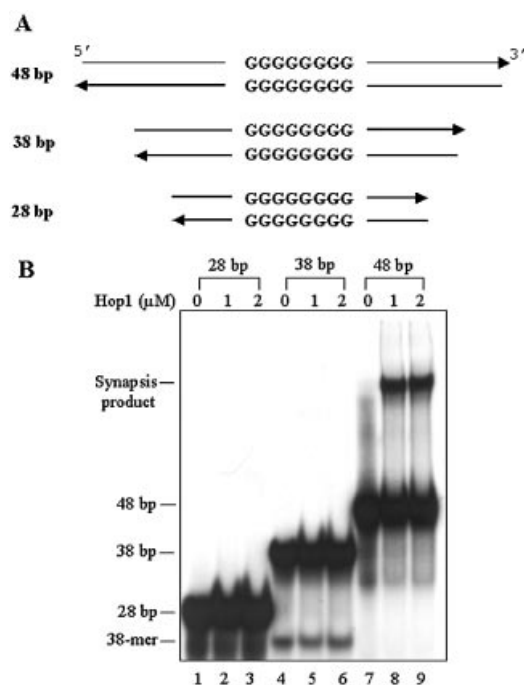 A
5′
3′
48 bp
GGGGGGGG
GGGGGGGG
38 bp
GGGGGGGG
GGGGGGGG
28 bp
GGGGGGGG
GGGGGGGG
B
28 bp 38 bp 48 bp
Hop1 (μM) 0 1 2 0 1 2 0 1 2
Synapsis
product
48 bp
38 bp
28 bp
38-mer
1 2 3 4 5 6 7 8 9